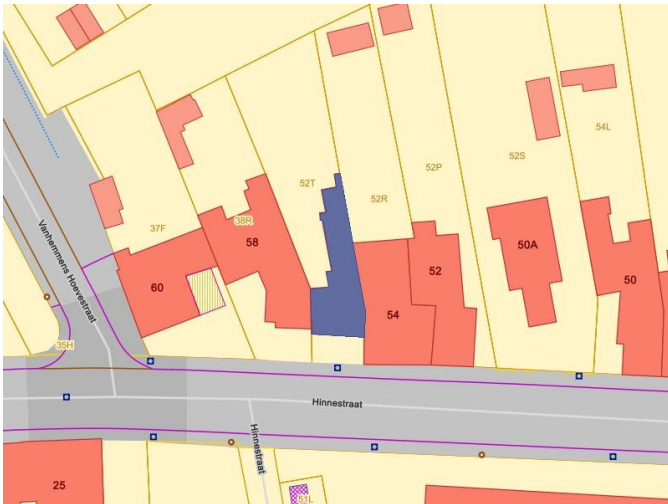 54L
52T
52S
52P
52R
38R
37F
58
50A
Vanhemmens Hoevestraat
52
50
60
54
35H
Hinnestraat
Hinnestraat
25
51L